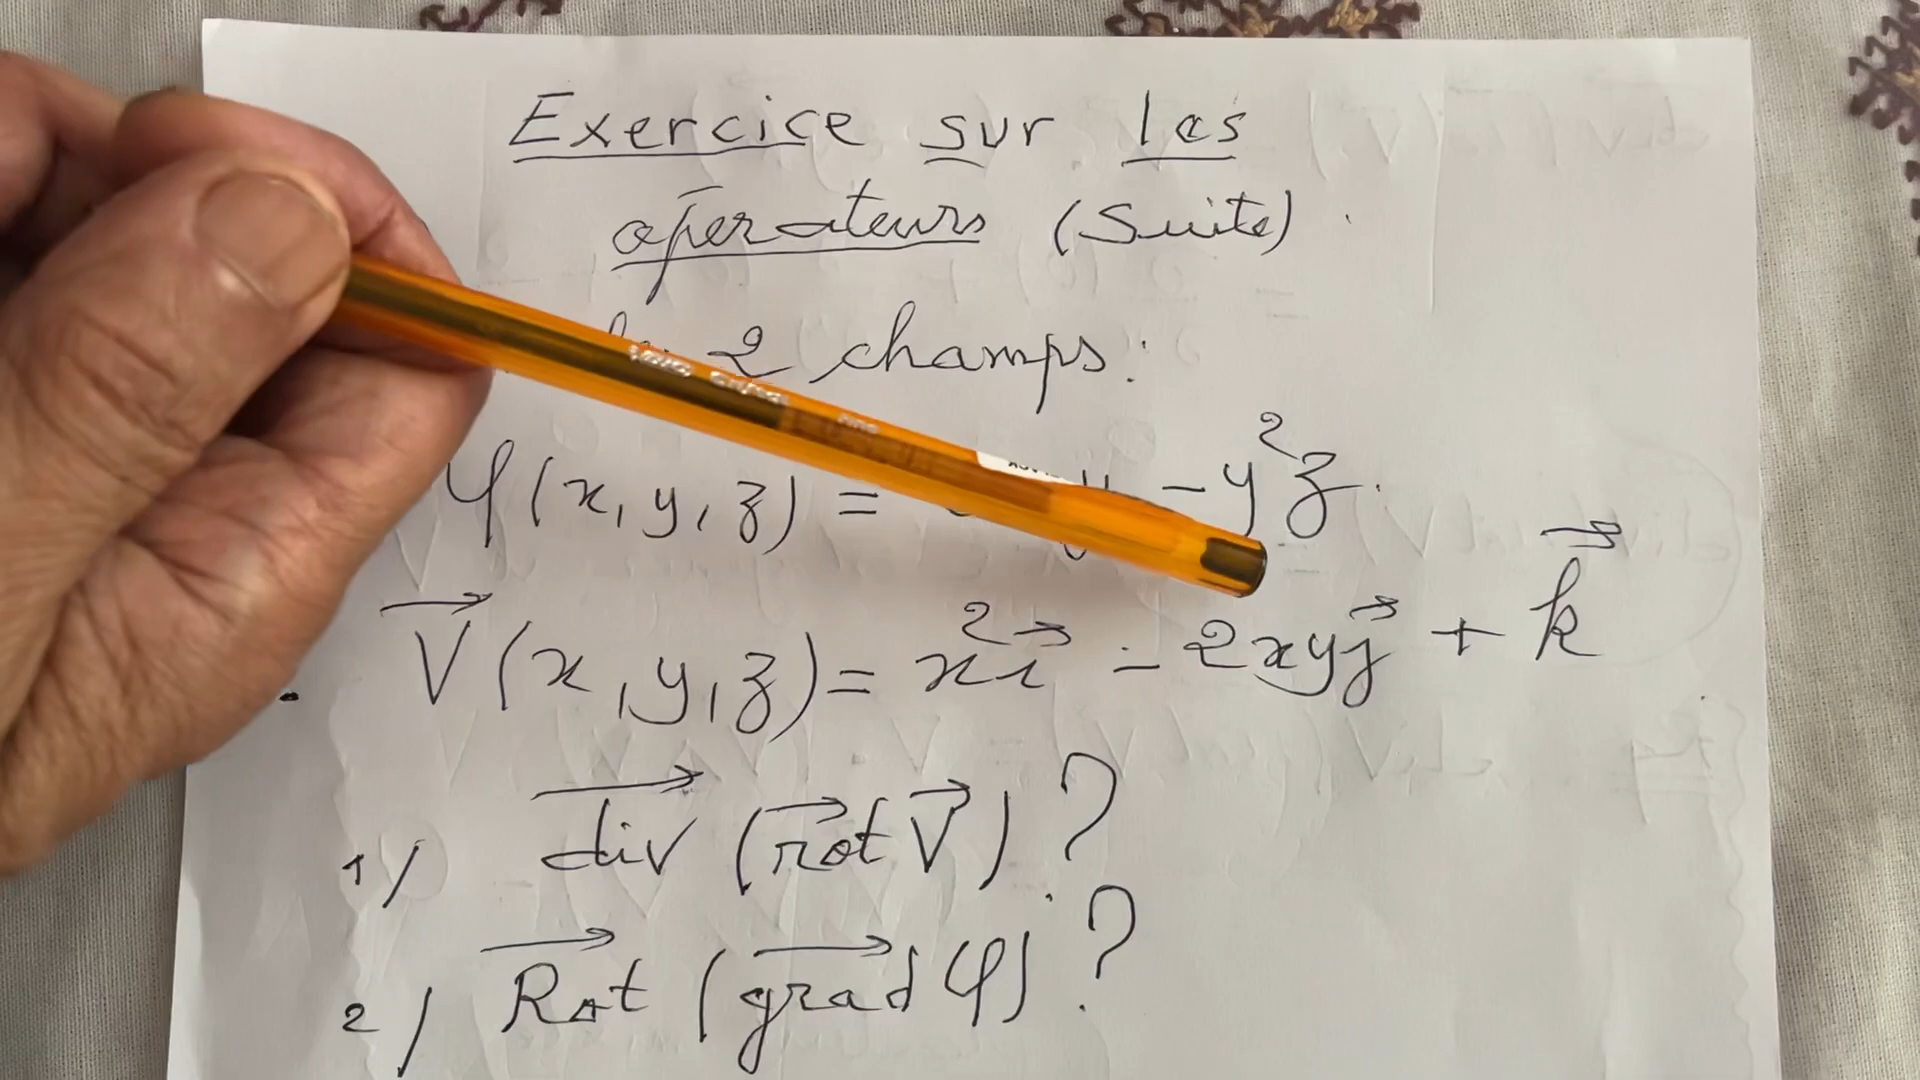 Exercice sur les
opérateurs (Suite)
2 champs:
φ(x, y, z) = y - y²z
V⃗(x, y, z) = x²i⃗ - 2xyj⃗ + k⃗
1/ div⃗ (rot⃗ V⃗) ?
2/ Rot⃗ (grad⃗ φ) ?